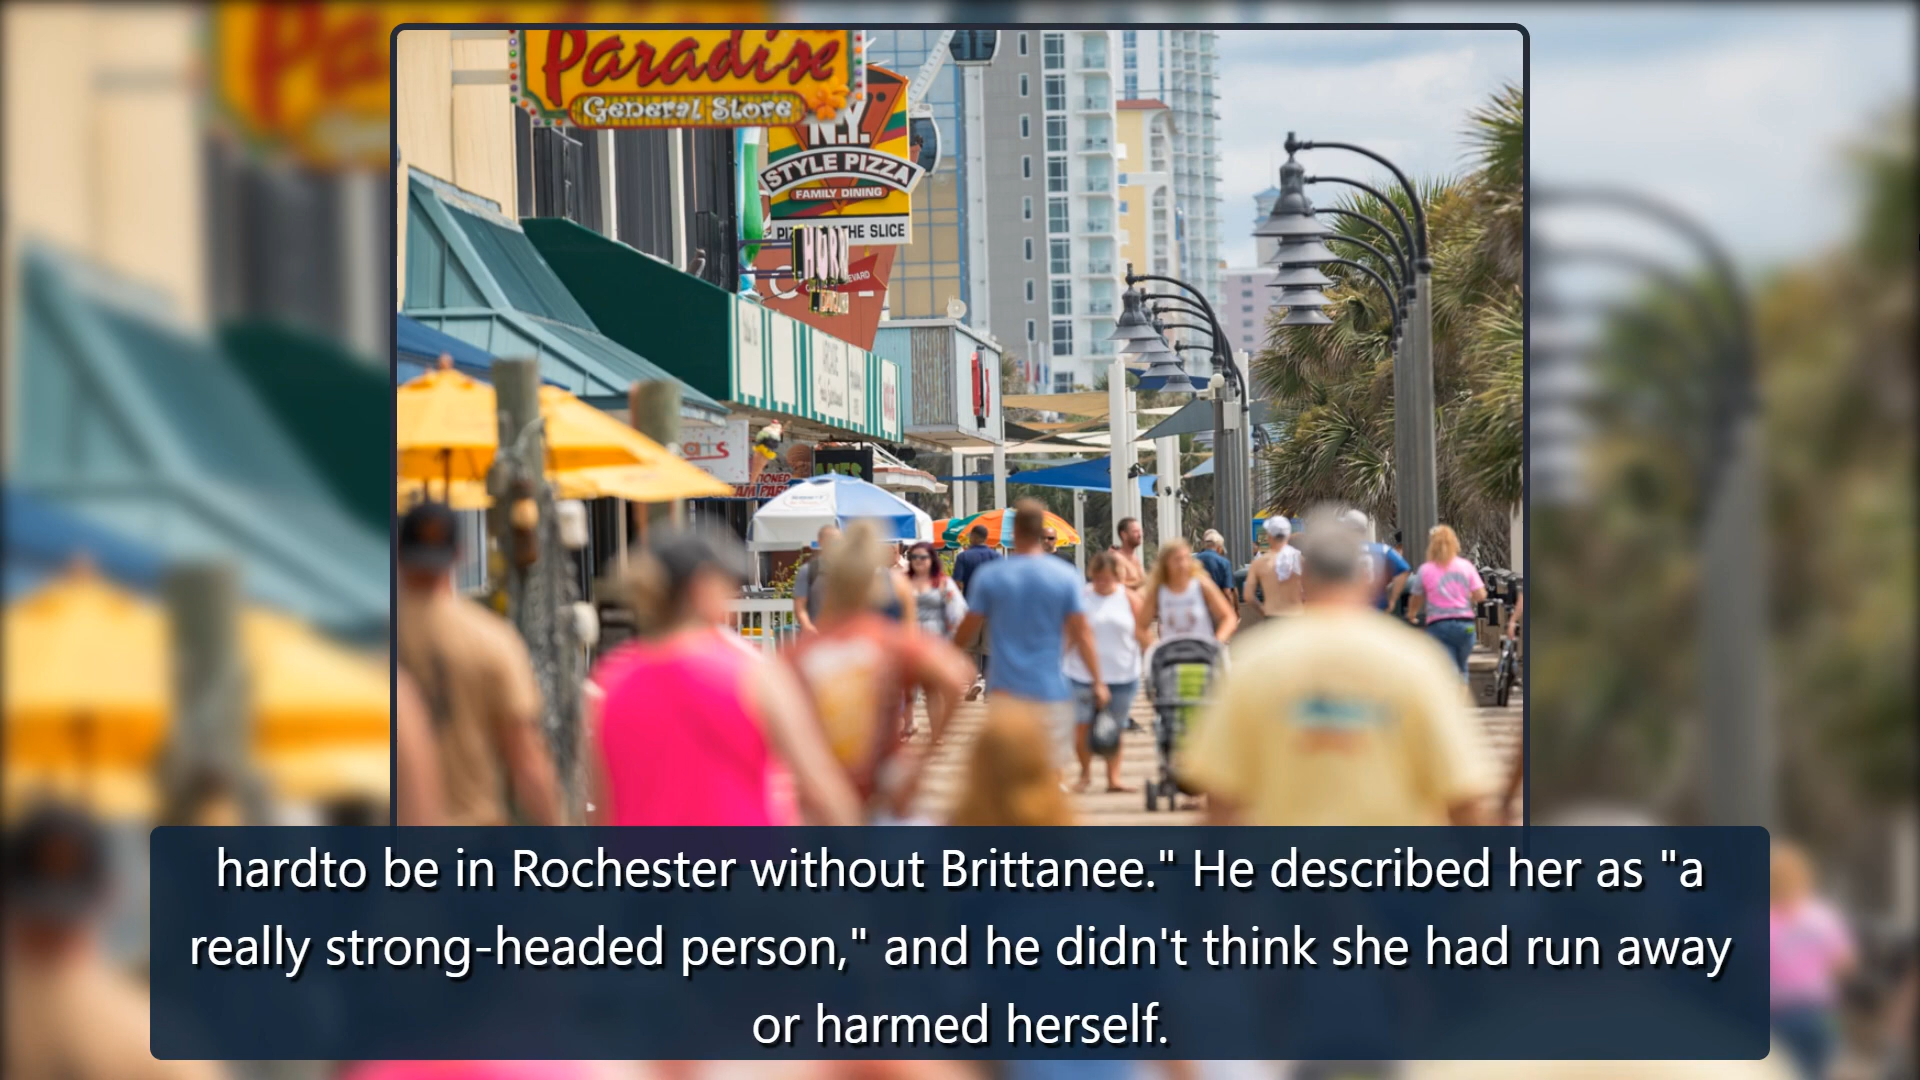 Paradise
General Store
N.Y.
STYLE PIZZA
FAMILY DINING
THE SLICE
hardto be in Rochester without Brittanee." He described her as "a
really strong-headed person," and he didn't think she had run away
or harmed herself.